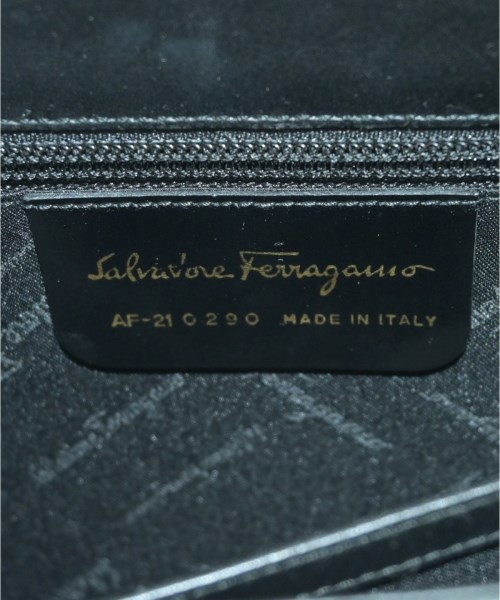 Salvatore Ferragamo
AF-21 0290 MADE IN ITALY